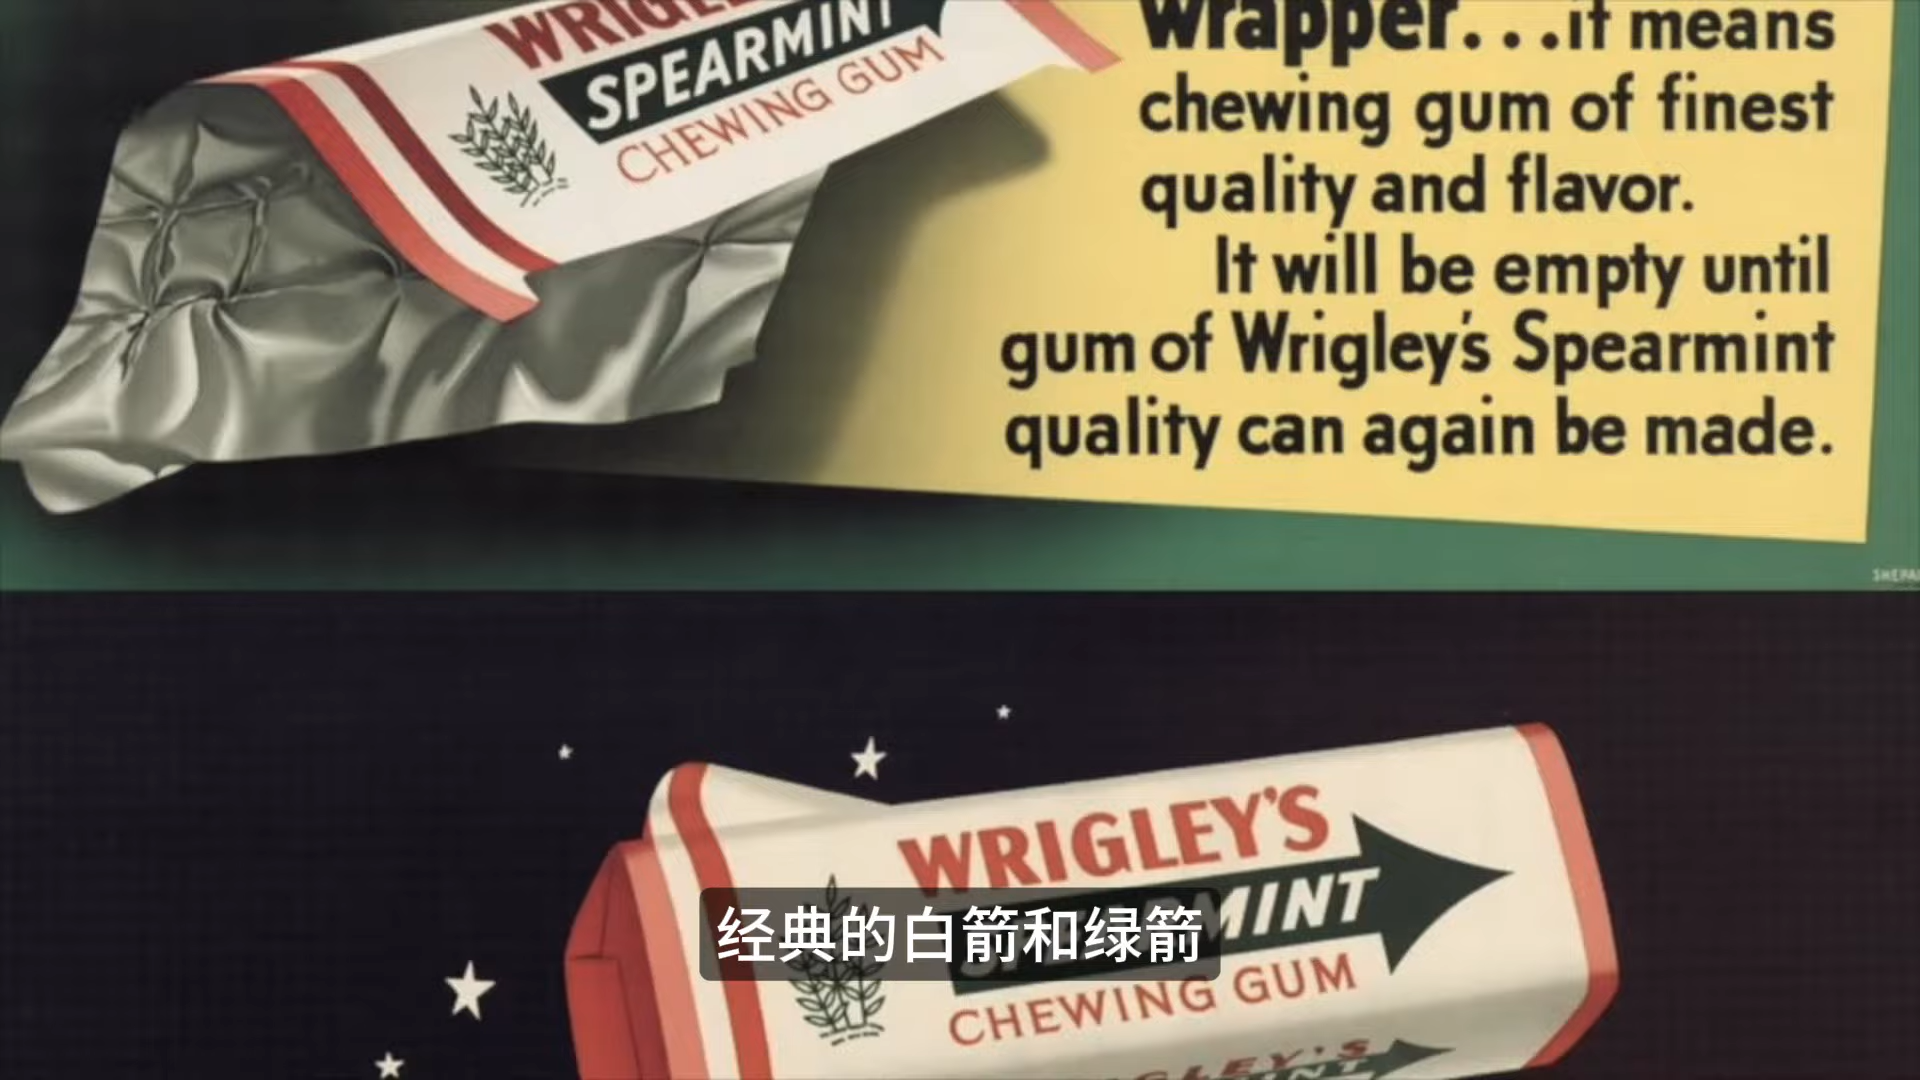 WRIGLE
SPEARMINT
CHEWING GUM
Wrapper...it means
chewing gum of finest
quality and flavor.
It will be empty until
gum of Wrigley's Spearmint
quality can again be made.
WRIGLEY'S
SPEARMINT
CHEWING GUM
经典的白箭和绿箭